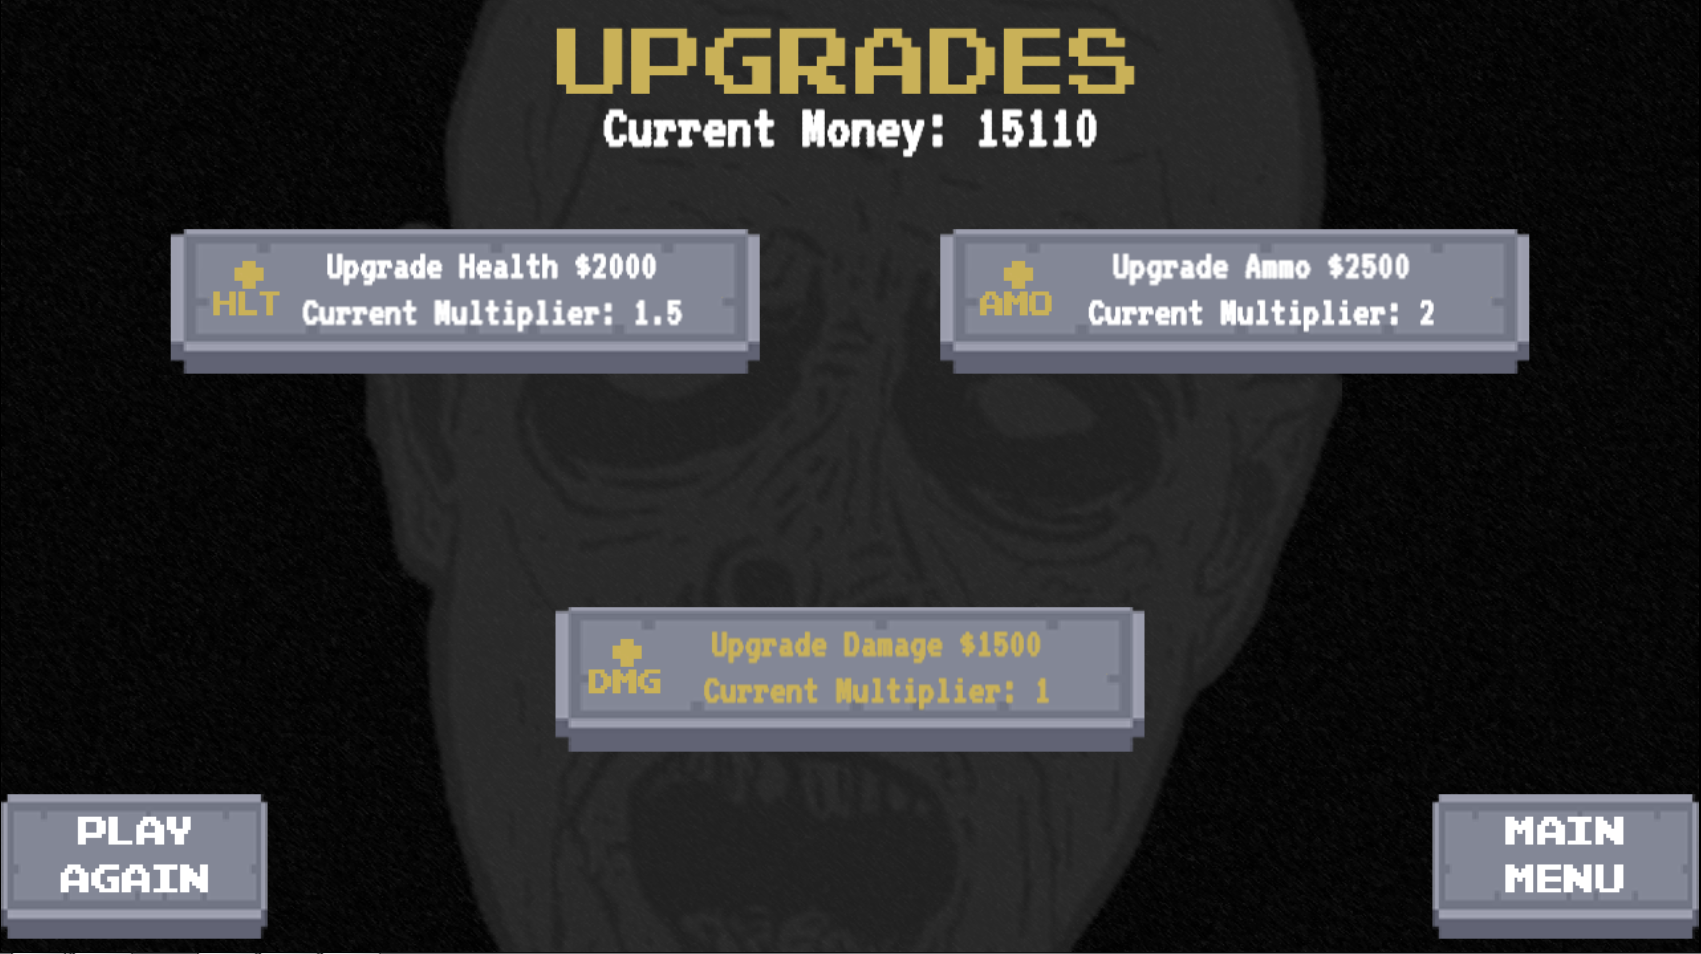 UPGRADES
Current Money: 15110
HLT
Upgrade Health $2000
Current Multiplier: 1.5
AMO
Upgrade Ammo $2500
Current Multiplier: 2
DMG
Upgrade Damage $1500
Current Multiplier: 1
PLAY
AGAIN
MAIN
MENU